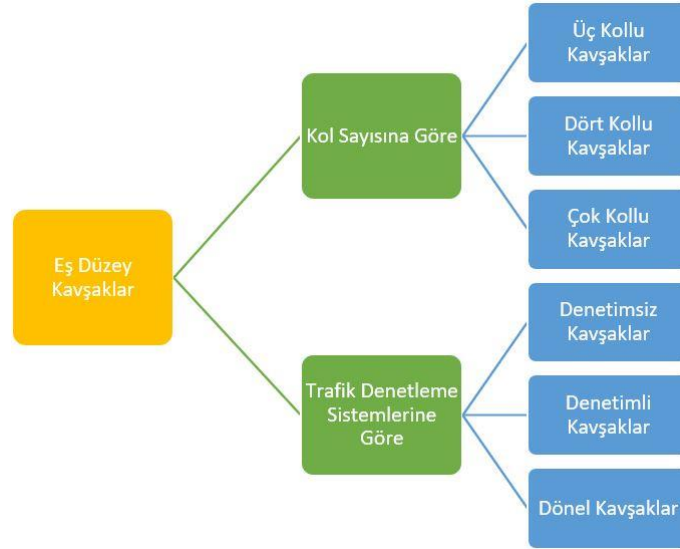 Eş Düzey
Kavşaklar
Kol Sayısına Göre
Üç Kollu
Kavşaklar
Dört Kollu
Kavşaklar
Çok Kollu
Kavşaklar
Trafik Denetleme
Sistemlerine
Göre
Denetimsiz
Kavşaklar
Denetimli
Kavşaklar
Dönel Kavşaklar